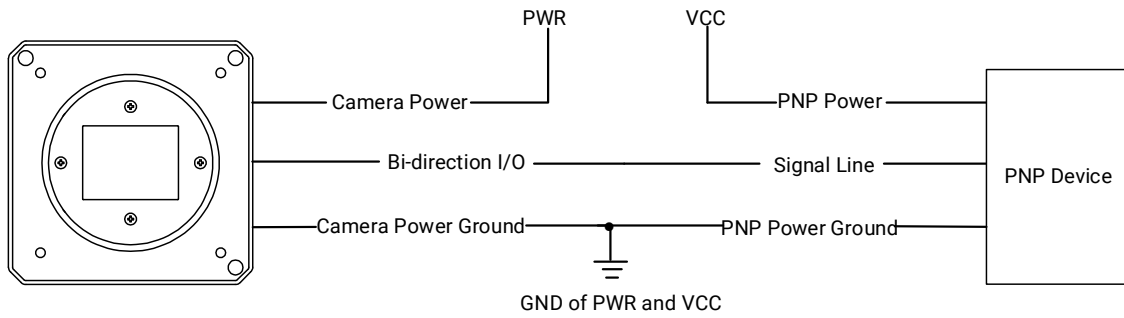 PWR
VCC
Camera Power
PNP Power
Bi-direction I/O
Signal Line
PNP Device
Camera Power Ground
PNP Power Ground
GND of PWR and VCC